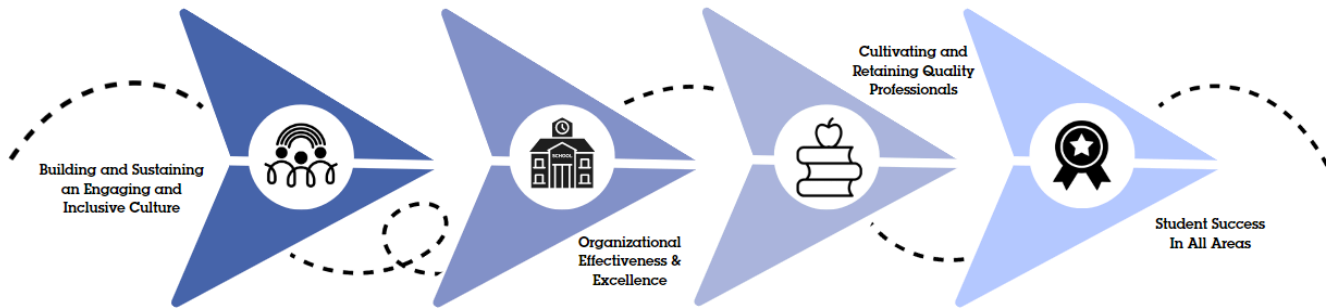 Building and Sustaining
an Engaging and
Inclusive Culture
SCHOOL
Organizational
Effectiveness &
Excellence
Cultivating and
Retaining Quality
Professionals
Student Success
In All Areas